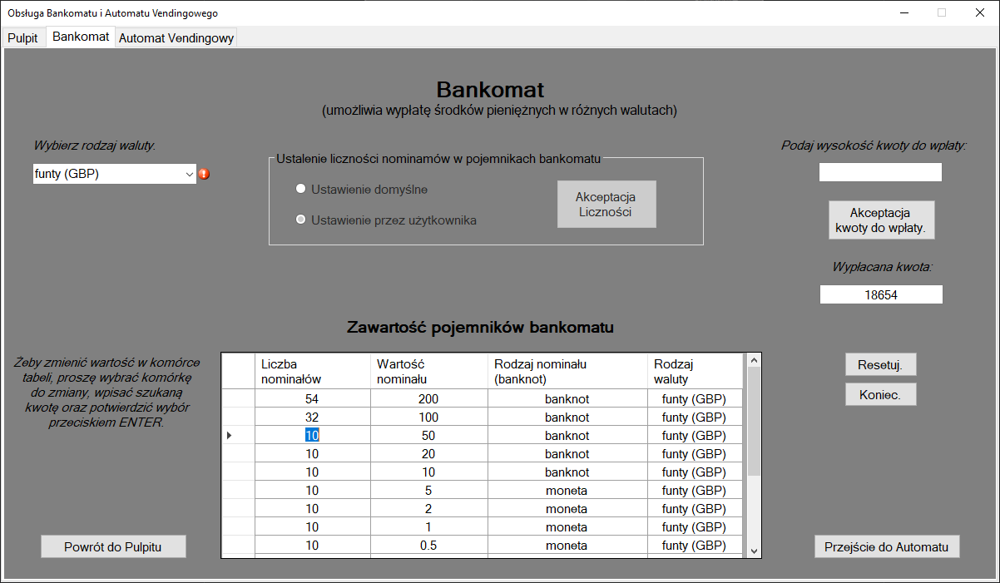 Obsługa Bankomatu i Automatu Vendingowego
Pulpit Bankomat Automat Vendingowy
Bankomat
(umożliwia wypłatę środków pieniężnych w różnych walutach)
Wybierz rodzaj waluty:
funty (GBP)
Ustalenie liczności nominamów w pojemnikach bankomatu
Ustawienie domyślne
Ustawienie przez użytkownika
Akceptacja
Liczności
Podaj wysokość kwoty do wpłaty:
Akceptacja
kwoty do wpłaty.
Wypłacana kwota:
18654
Zawartość pojemników bankomatu
Żeby zmienić wartość w komórce
tabeli, proszę wybrać komórkę
do zmiany, wpisać szukaną
kwotę oraz potwierdzić wybór
przeciskiem ENTER.
Liczba nominałów Wartość nominału Rodzaj nominału (banknot) Rodzaj waluty
54 200 banknot funty (GBP)
32 100 banknot funty (GBP)
10 50 banknot funty (GBP)
10 20 banknot funty (GBP)
10 10 banknot funty (GBP)
10 5 moneta funty (GBP)
10 2 moneta funty (GBP)
10 1 moneta funty (GBP)
10 0.5 moneta funty (GBP)
Resetuj.
Koniec.
Powrót do Pulpitu
Przejście do Automatu